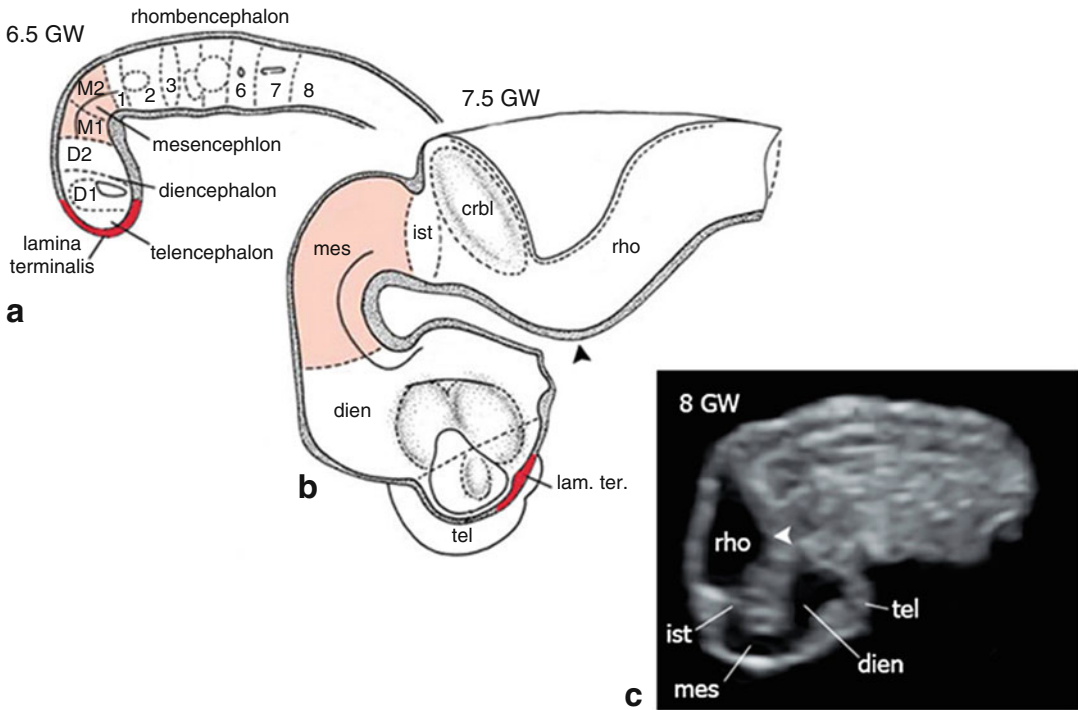 6.5 GW
rhombencephalon
M2
1
2
3
6
7
8
M1
mesencephlon
D2
diencephalon
D1
lamina
terminalis
telencephalon
a
7.5 GW
mes
ist
crbl
rho
dien
b
lam. ter.
tel
8 GW
rho
ist
tel
dien
mes
c